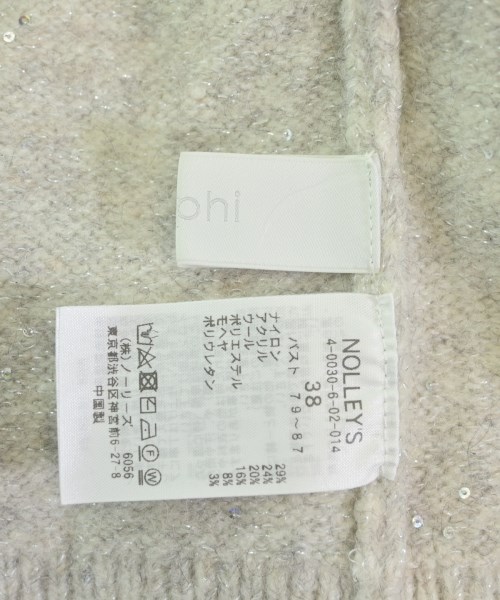 ohi
NOLLEY'S
4-0030-6-02-014
38
バスト 79〜87
ナイロン 29%
アクリル 24%
ウール 20%
ポリエステル 16%
モヘヤ 8%
ポリウレタン 3%
(株)ノーリーズ 6056
東京都渋谷区神宮前6-27-8
中国製